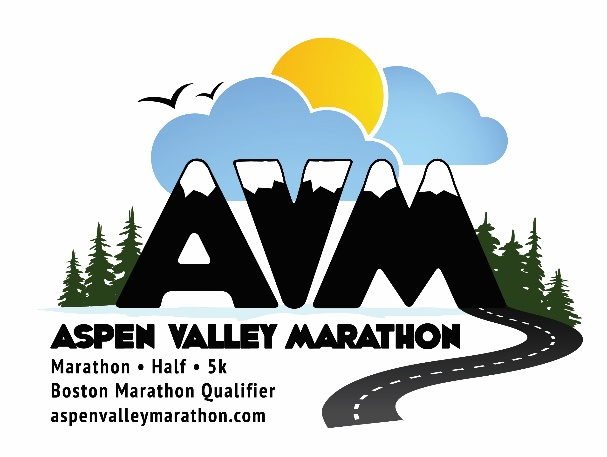 AVM
ASPEN VALLEY MARATHON
Marathon • Half • 5k
Boston Marathon Qualifier
aspenvalleymarathon.com